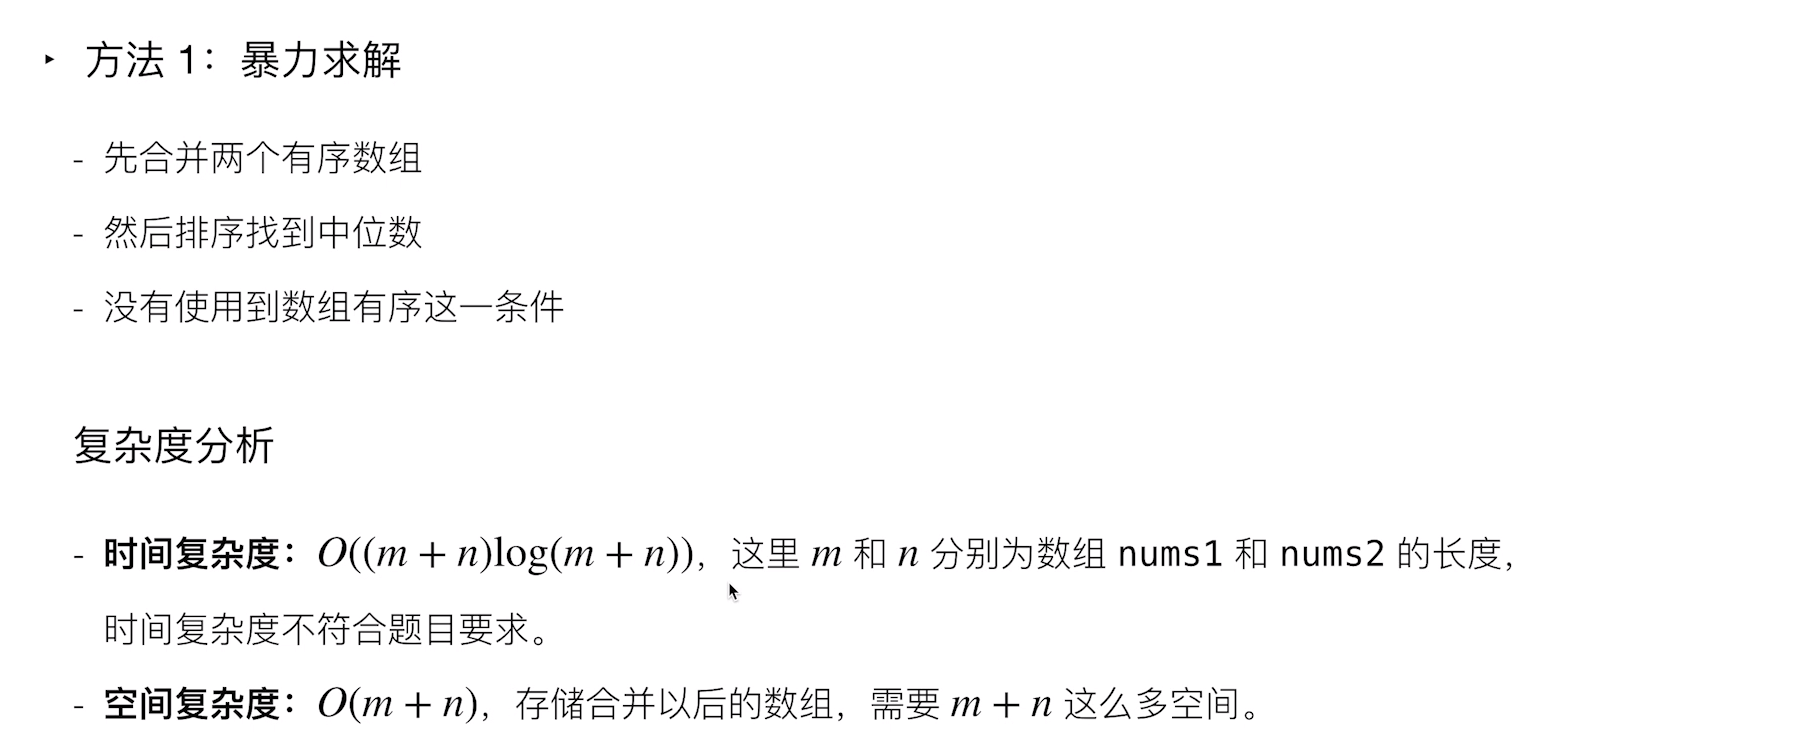 ▸ 方法 1：暴力求解
- 先合并两个有序数组
- 然后排序找到中位数
- 没有使用到数组有序这一条件
复杂度分析
- 时间复杂度：O((m + n)log(m + n))，这里 m 和 n 分别为数组 nums1 和 nums2 的长度，
时间复杂度不符合题目要求。
- 空间复杂度：O(m + n)，存储合并以后的数组，需要 m + n 这么多空间。